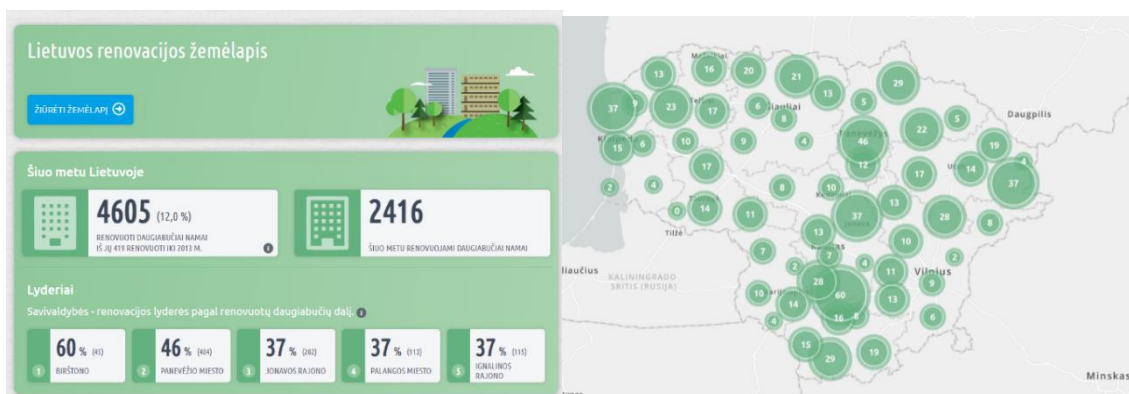 Lietuvos renovacijos žemėlapis
ŽIŪRĖTI ŽEMĖLAPĮ
Šiuo metu Lietuvoje
4605 (12,0 %)
RENOVUOTI DAUGIABUČIAI NAMAI
IŠ JŲ 419 RENOVUOTI IKI 2013 M.
2416
ŠIUO METU RENOVUOJAMI DAUGIABUČIAI NAMAI
Lyderiai
Savivaldybės - renovacijos lyderės pagal renovuotų daugiabučių dalį.
60 % (45)
1 BIRŠTONO
46 % (404)
2 PANEVĖŽIO MIESTO
37 % (202)
3 JONAVOS RAJONO
37 % (113)
4 PALANGOS MIESTO
37 % (115)
5 IGNALINOS
RAJONO
13
16
20
21
29
13
37
9
23
17
6
8
5
Šiauliai
5
Daugpilis
22
46
15
6
10
9
4
19
12
17
14
4
37
17
2
4
8
10
13
0
14
11
37
28
8
Tilžė
13
10
7
7
2
4
11
2
Vilnius
9
liaučius
KALININGRADO
SRITIS (RUSIJA)
28
60
10
14
13
4
16
8
6
15
29
19
Minskas